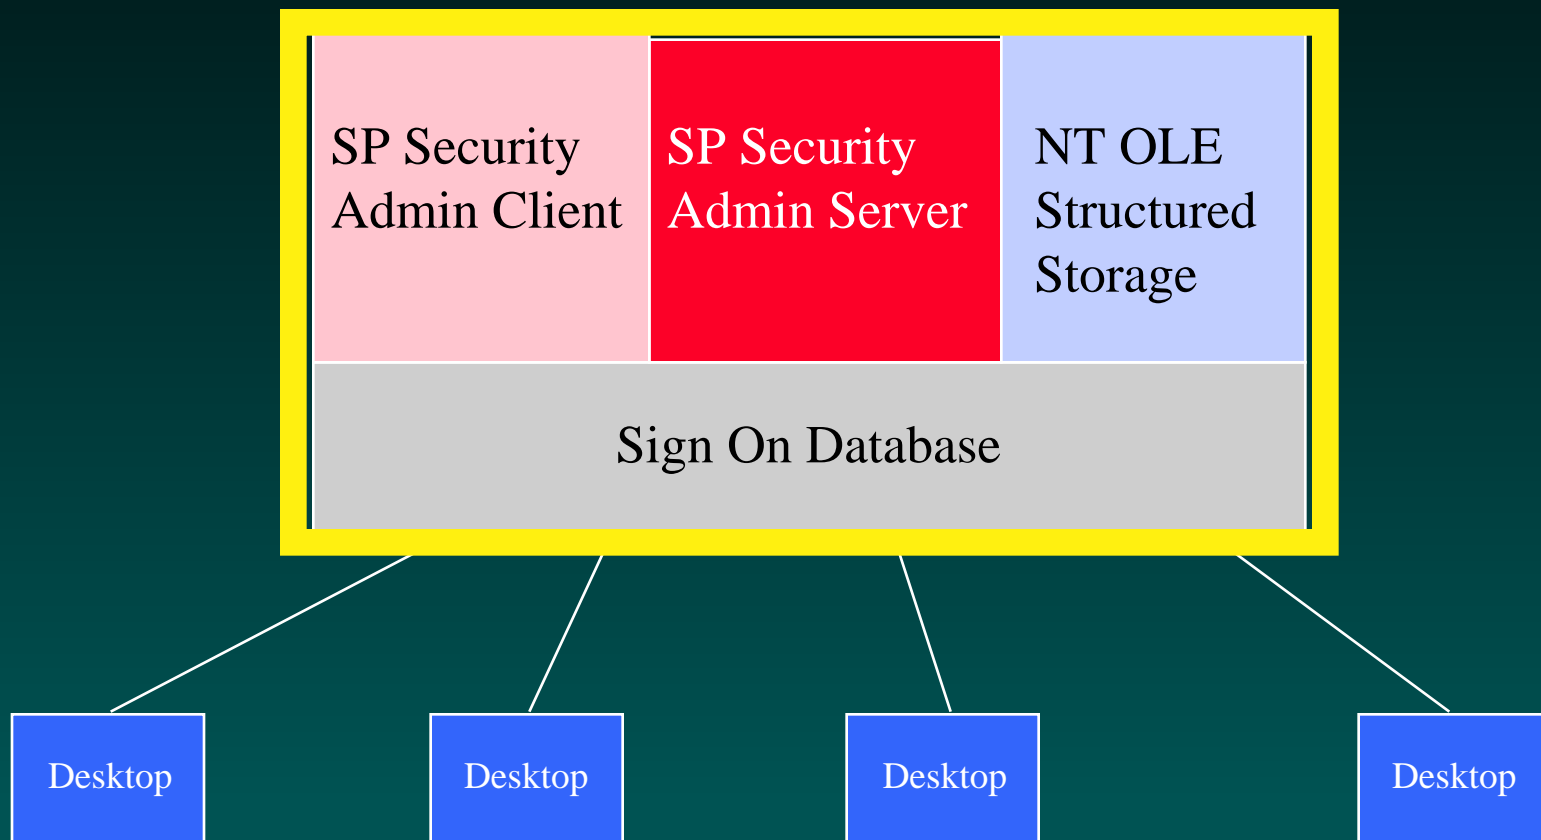 SP Security
Admin Client
SP Security
Admin Server
NT OLE
Structured
Storage
Sign On Database
Desktop
Desktop
Desktop
Desktop